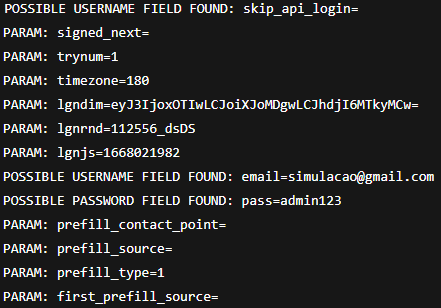 POSSIBLE USERNAME FIELD FOUND: skip_api_login=
PARAM: signed_next=
PARAM: trynum=1
PARAM: timezone=180
PARAM: lgndim=eyJ3IjoxOTIwLCJoiXJoMDgwLCJhdjI6MTkyMCw=
PARAM: lgnrnd=112556_dsDS
PARAM: lgnjs=1668021982
POSSIBLE USERNAME FIELD FOUND: email=simulacao@gmail.com
POSSIBLE PASSWORD FIELD FOUND: pass=admin123
PARAM: prefill_contact_point=
PARAM: prefill_source=
PARAM: prefill_type=1
PARAM: first_prefill_source=